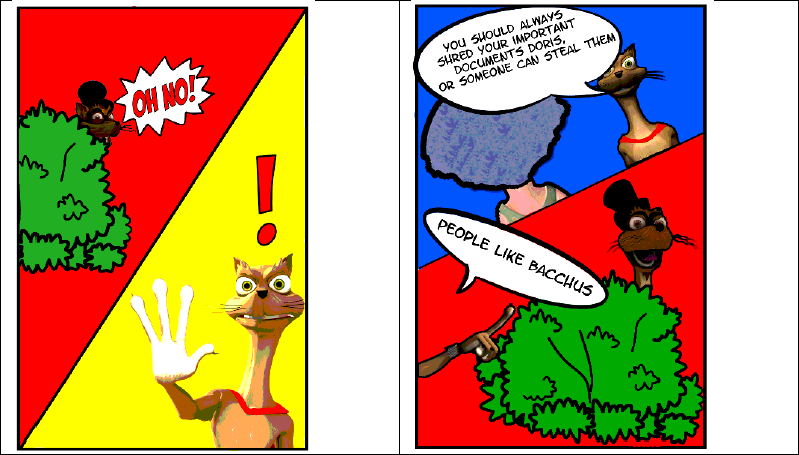 OH NO!
!
YOU SHOULD ALWAYS
SHRED YOUR IMPORTANT
DOCUMENTS DORIS,
OR SOMEONE CAN STEAL THEM
PEOPLE LIKE BACCHUS